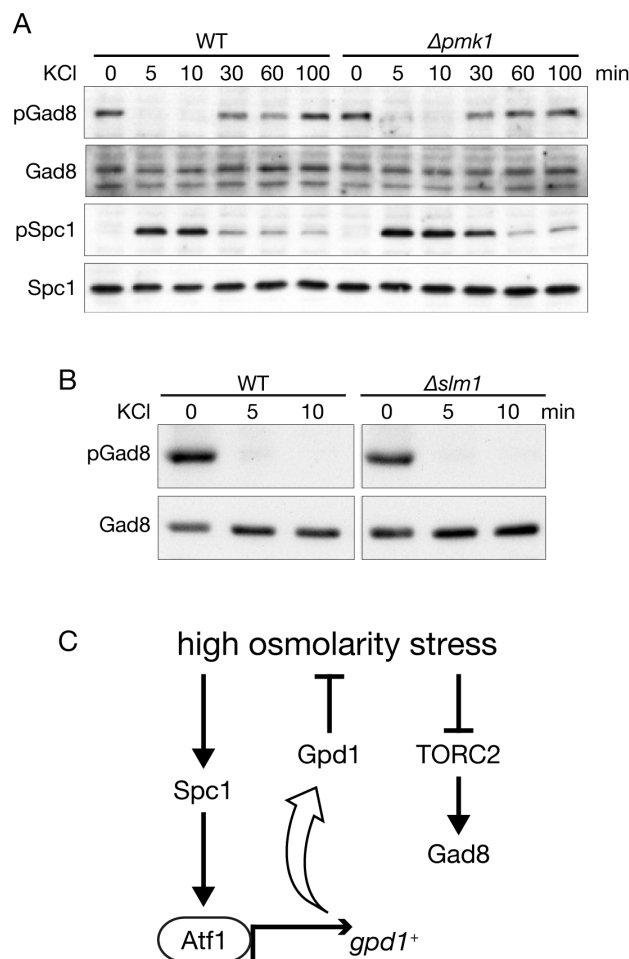 A
WT Δpmk1
KCl 0 5 10 30 60 100 0 5 10 30 60 100 min
pGad8
Gad8
pSpc1
Spc1
B
WT Δslm1
KCl 0 5 10 0 5 10 min
pGad8
Gad8
C
high osmolarity stress
Gpd1 TORC2
Spc1
Gad8
Atf1 gpd1⁺